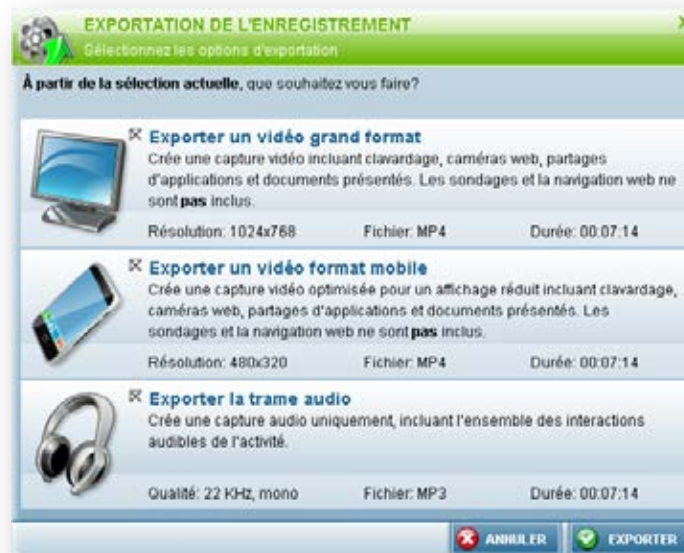 EXPORTATION DE L'ENREGISTREMENT
Sélectionnez les options d'exportation
À partir de la sélection actuelle, que souhaitez vous faire?
Exporter un vidéo grand format
Crée une capture vidéo incluant clavardage, caméras web, partages
d'applications et documents présentés. Les sondages et la navigation web ne
sont pas inclus.
Résolution: 1024x768 Fichier: MP4 Durée: 00:07:14
Exporter un vidéo format mobile
Crée une capture vidéo optimisée pour un affichage réduit incluant clavardage,
caméras web, partages d'applications et documents présentés. Les
sondages et la navigation web ne sont pas inclus.
Résolution: 480x320 Fichier: MP4 Durée: 00:07:14
Exporter la trame audio
Crée une capture audio uniquement, incluant l'ensemble des interactions
audibles de l'activité.
Qualité: 22 KHz, mono Fichier: MP3 Durée: 00:07:14
ANNULER EXPORTER